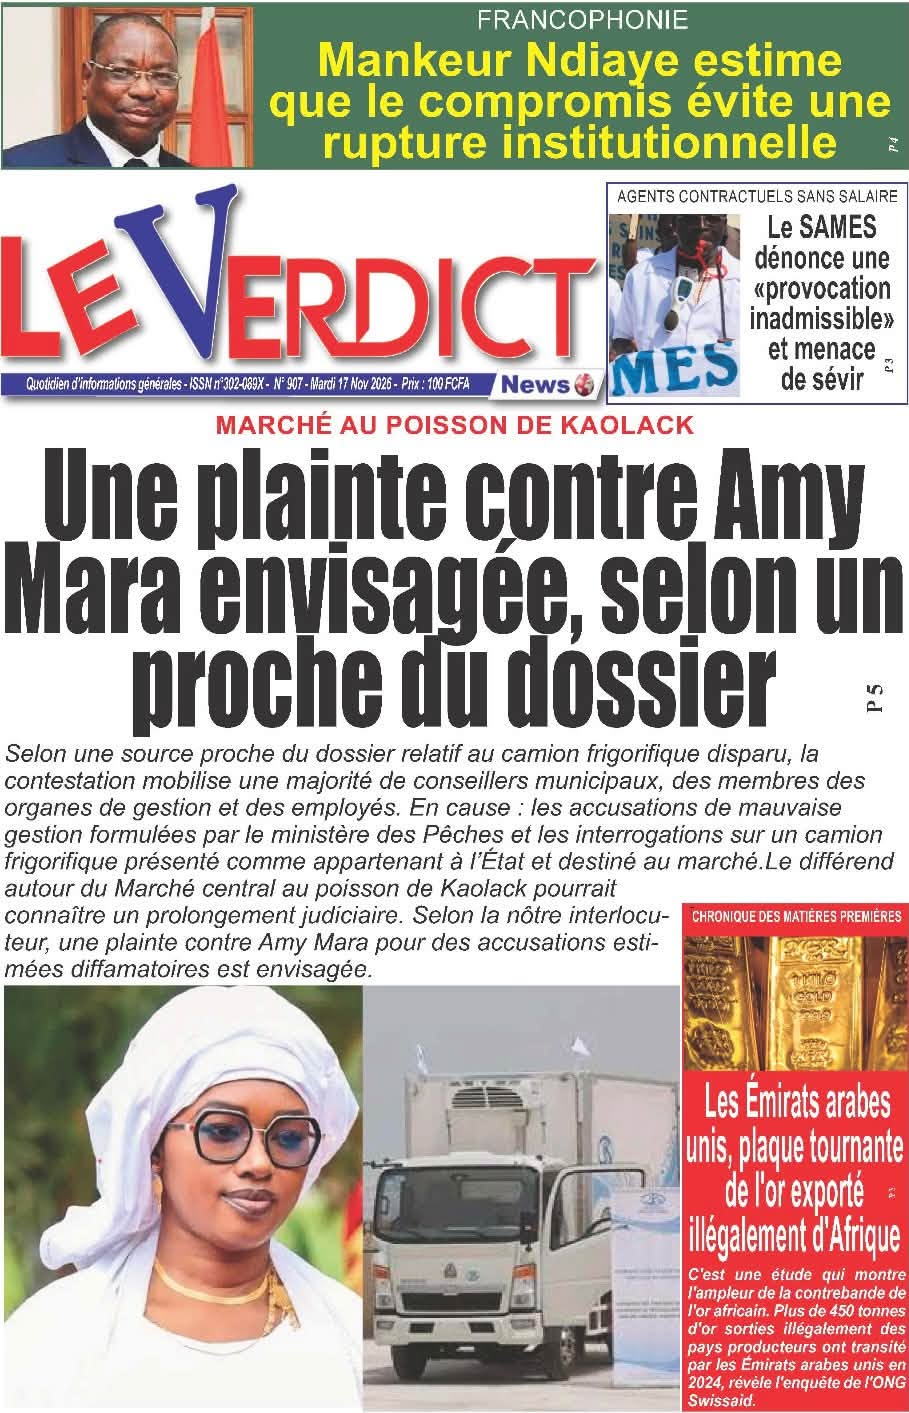 FRANCOPHONIE
Mankeur Ndiaye estime
que le compromis évite une
rupture institutionnelle
P 4
LE VERDICT
Quotidien d'informations générales - ISSN n°302-089X - N° 907 - Mardi 17 Nov 2026 - Prix : 100 FCFA
News
AGENTS CONTRACTUELS SANS SALAIRE
Le SAMES
dénonce une
«provocation
inadmissible»
et menace
de sévir
P 3
MES
MARCHÉ AU POISSON DE KAOLACK
Une plainte contre Amy
Mara envisagée, selon un
proche du dossier
P 5
Selon une source proche du dossier relatif au camion frigorifique disparu, la
contestation mobilise une majorité de conseillers municipaux, des membres des
organes de gestion et des employés. En cause : les accusations de mauvaise
gestion formulées par le ministère des Pêches et les interrogations sur un camion
frigorifique présenté comme appartenant à l'État et destiné au marché.Le différend
autour du Marché central au poisson de Kaolack pourrait
connaître un prolongement judiciaire. Selon la nôtre interlocu-
teur, une plainte contre Amy Mara pour des accusations esti-
mées diffamatoires est envisagée.
CHRONIQUE DES MATIÈRES PREMIÈRES
1 KILO
GOLD
Les Émirats arabes
unis, plaque tournante
de l'or exporté
illégalement d'Afrique
C'est une étude qui montre
l'ampleur de la contrebande de
l'or africain. Plus de 450 tonnes
d'or sorties illégalement des
pays producteurs ont transité
par les Émirats arabes unis en
2024, révèle l'enquête de l'ONG
Swissaid.